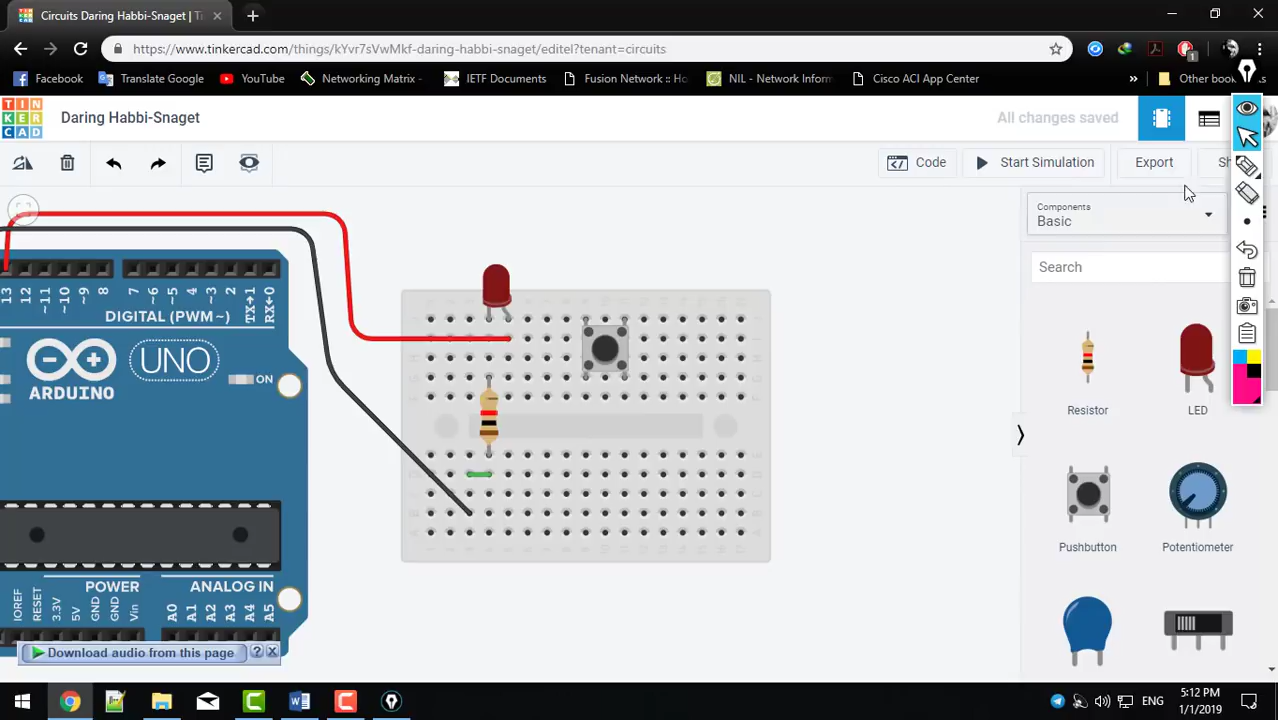 Circuits Daring Habbi-Snaget | Ti
https://www.tinkercad.com/things/kYvr7sVwMkf-daring-habbi-snaget/editel?tenant=circuits
1
Facebook Translate Google YouTube Networking Matrix - IETF Documents Fusion Network :: Ho NIL - Network Inform Cisco ACI App Center » Other book
TIN
KER
CAD
Daring Habbi-Snaget
All changes saved
Code Start Simulation Export Sh
Components
Basic
Search
13 12 ~11 ~10 ~9 8 7 ~6 ~5 4 ~3 2 TX→1 RX←0
DIGITAL (PWM~)
UNO
ARDUINO
ON
Resistor LED
Pushbutton Potentiometer
POWER ANALOG IN
IOREF RESET 3.3V 5V GND GND Vin A0 A1 A2 A3 A4 A5
Download audio from this page ?
ENG
5:12 PM
1/1/2019